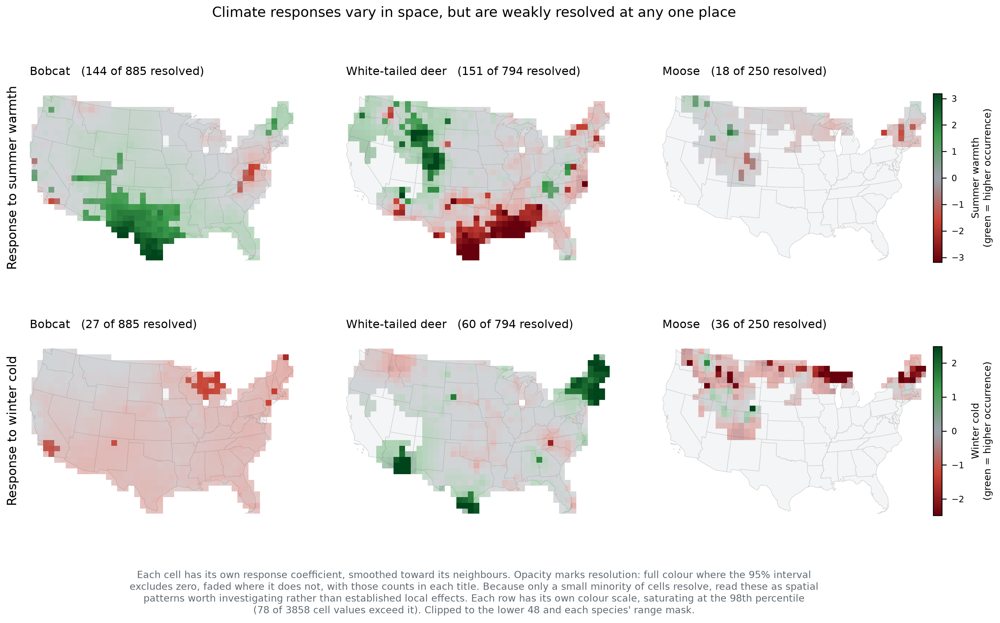 Climate responses vary in space, but are weakly resolved at any one place
Response to summer warmth
Bobcat (144 of 885 resolved)
White-tailed deer (151 of 794 resolved)
Moose (18 of 250 resolved)
3
2
1
0
−1
−2
−3
Summer warmth
(green = higher occurrence)
Response to winter cold
Bobcat (27 of 885 resolved)
White-tailed deer (60 of 794 resolved)
Moose (36 of 250 resolved)
2
1
0
−1
−2
Winter cold
(green = higher occurrence)
Each cell has its own response coefficient, smoothed toward its neighbours. Opacity marks resolution: full colour where the 95% interval
excludes zero, faded where it does not, with those counts in each title. Because only a small minority of cells resolve, read these as spatial
patterns worth investigating rather than established local effects. Each row has its own colour scale, saturating at the 98th percentile
(78 of 3858 cell values exceed it). Clipped to the lower 48 and each species' range mask.